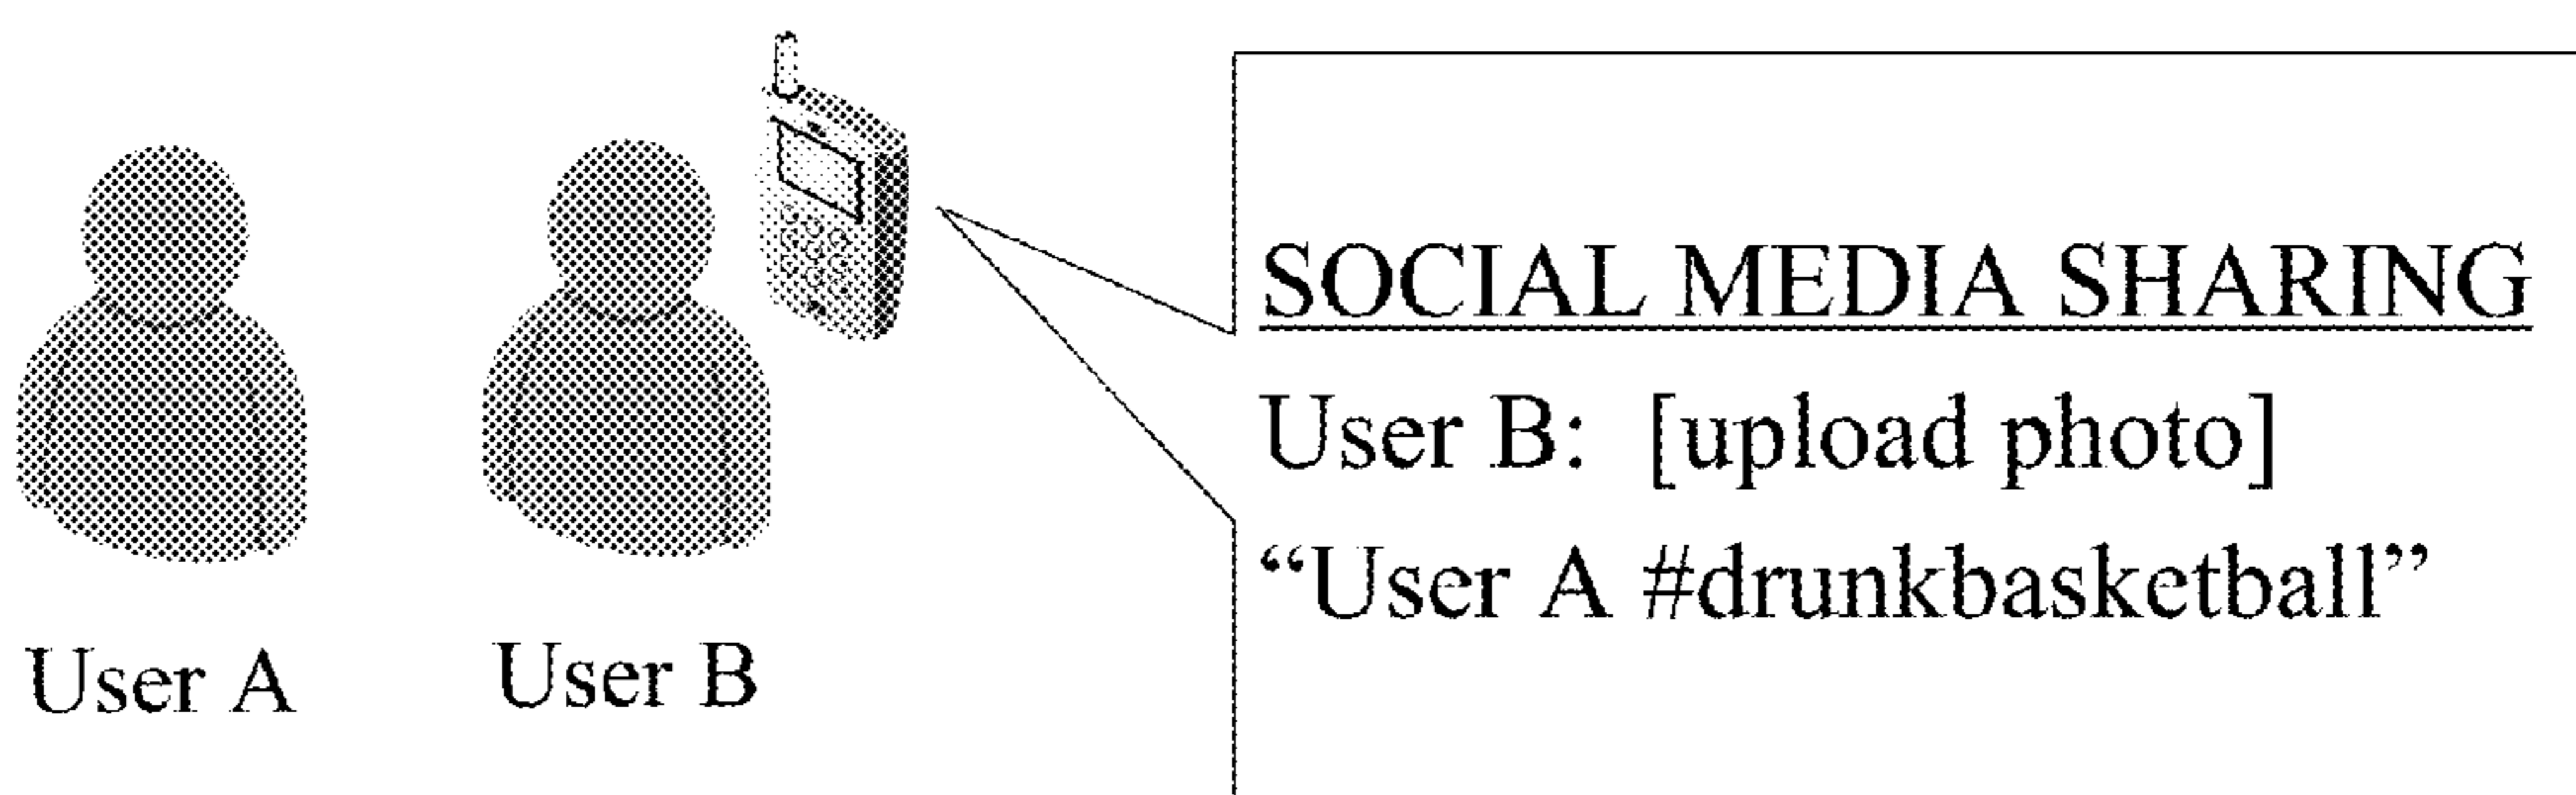 SOCIAL MEDIA SHARING
User B: [upload photo]
“User A #drunkbasketball”
User A
User B